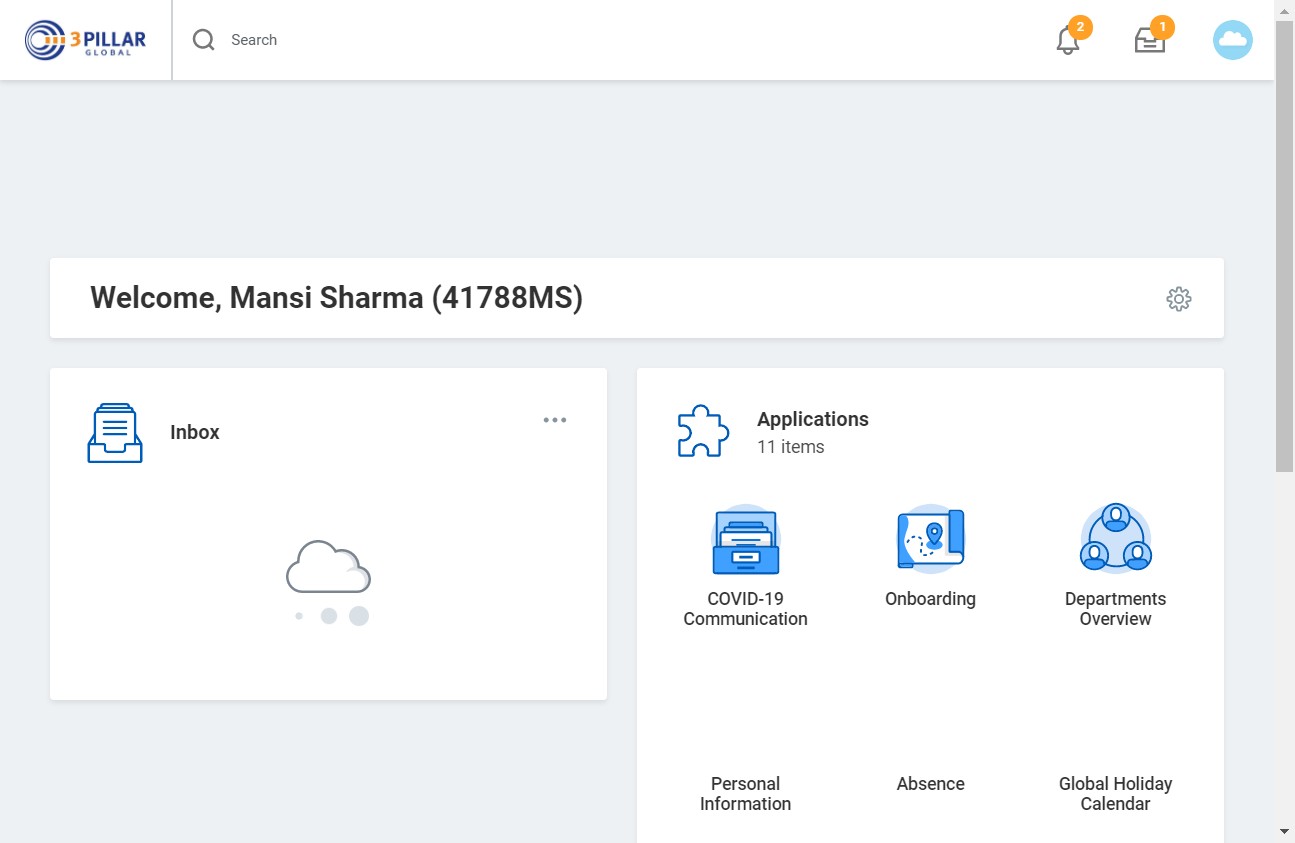 3PILLAR
GLOBAL
Search
2
1
Welcome, Mansi Sharma (41788MS)
Inbox
Applications
11 items
COVID-19
Communication
Onboarding
Departments
Overview
Personal
Information
Absence
Global Holiday
Calendar